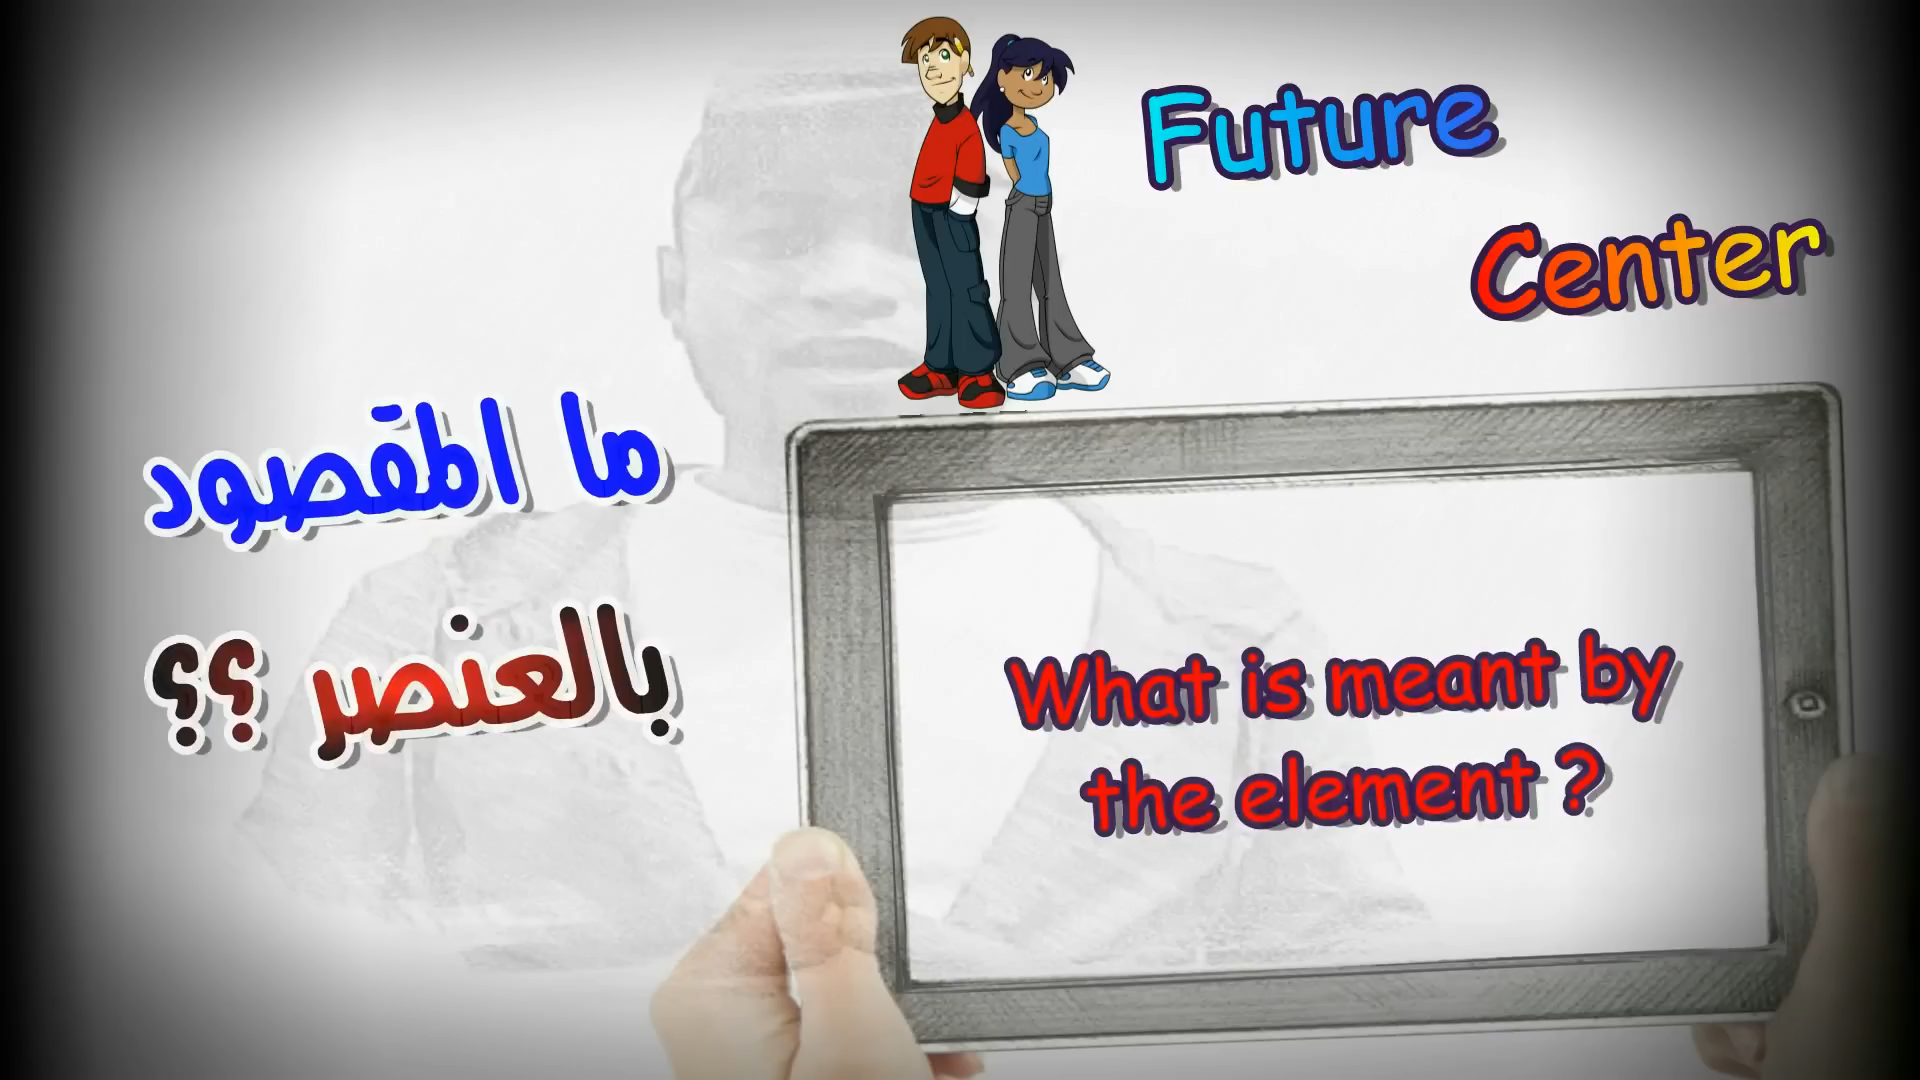 Future
Center
ما المقصود
بالعنصر ؟؟
What is meant by
the element ?